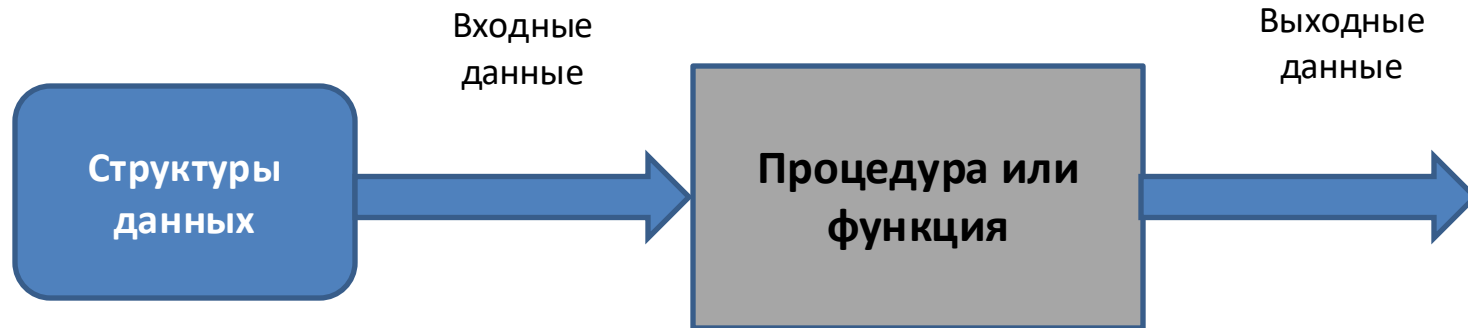 Входные
данные
Выходные
данные
Структуры
данных
Процедура или
функция